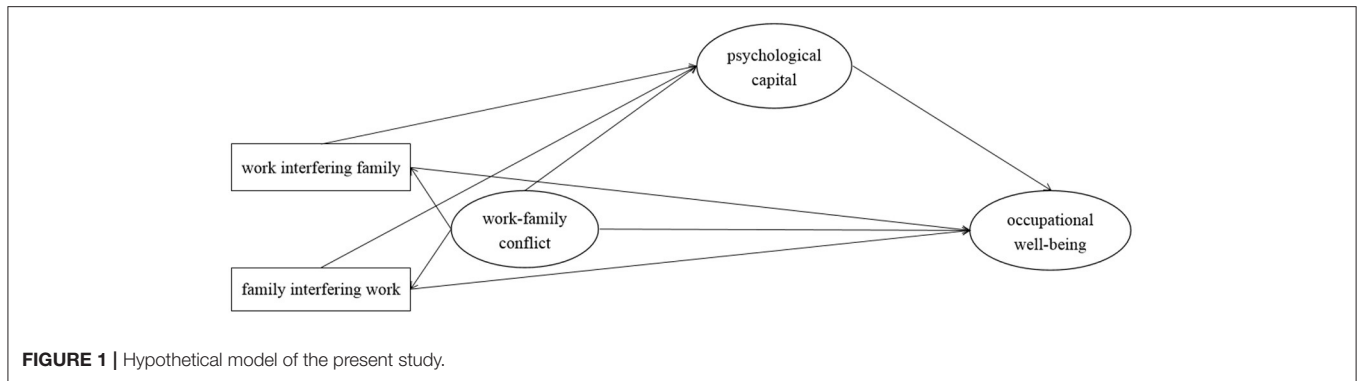 psychological
capital
work interfering family
work-family
conflict
occupational
well-being
family interfering work
FIGURE 1 | Hypothetical model of the present study.